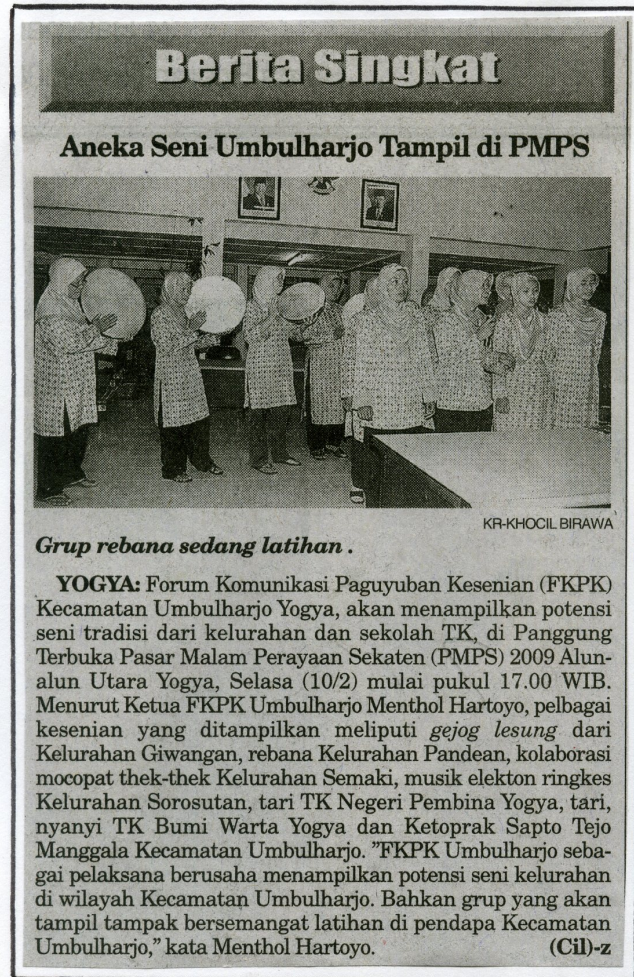 Berita Singkat
Aneka Seni Umbulharjo Tampil di PMPS
KR-KHOCIL BIRAWA
Grup rebana sedang latihan .
YOGYA: Forum Komunikasi Paguyuban Kesenian (FKPK)
Kecamatan Umbulharjo Yogya, akan menampilkan potensi
seni tradisi dari kelurahan dan sekolah TK, di Panggung
Terbuka Pasar Malam Perayaan Sekaten (PMPS) 2009 Alun-
alun Utara Yogya, Selasa (10/2) mulai pukul 17.00 WIB.
Menurut Ketua FKPK Umbulharjo Menthol Hartoyo, pelbagai
kesenian yang ditampilkan meliputi gejog lesung dari
Kelurahan Giwangan, rebana Kelurahan Pandean, kolaborasi
mocopat thek-thek Kelurahan Semaki, musik elekton ringkes
Kelurahan Sorosutan, tari TK Negeri Pembina Yogya, tari,
nyanyi TK Bumi Warta Yogya dan Ketoprak Sapto Tejo
Manggala Kecamatan Umbulharjo. ”FKPK Umbulharjo seba-
gai pelaksana berusaha menampilkan potensi seni kelurahan
di wilayah Kecamatan Umbulharjo. Bahkan grup yang akan
tampil tampak bersemangat latihan di pendapa Kecamatan
Umbulharjo,” kata Menthol Hartoyo. (Cil)-z